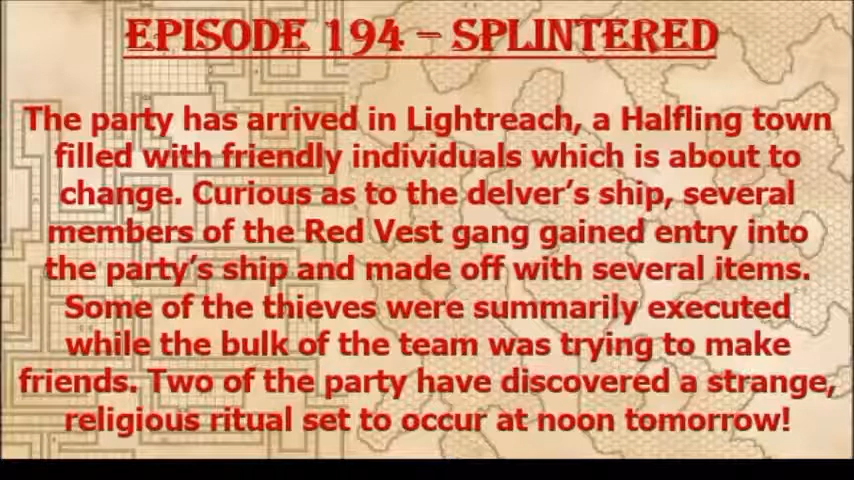 EPISODE 194 – SPLINTERED
The party has arrived in Lightreach, a Halfling town
filled with friendly individuals which is about to
change. Curious as to the delver’s ship, several
members of the Red Vest gang gained entry into
the party’s ship and made off with several items.
Some of the thieves were summarily executed
while the bulk of the team was trying to make
friends. Two of the party have discovered a strange,
religious ritual set to occur at noon tomorrow!